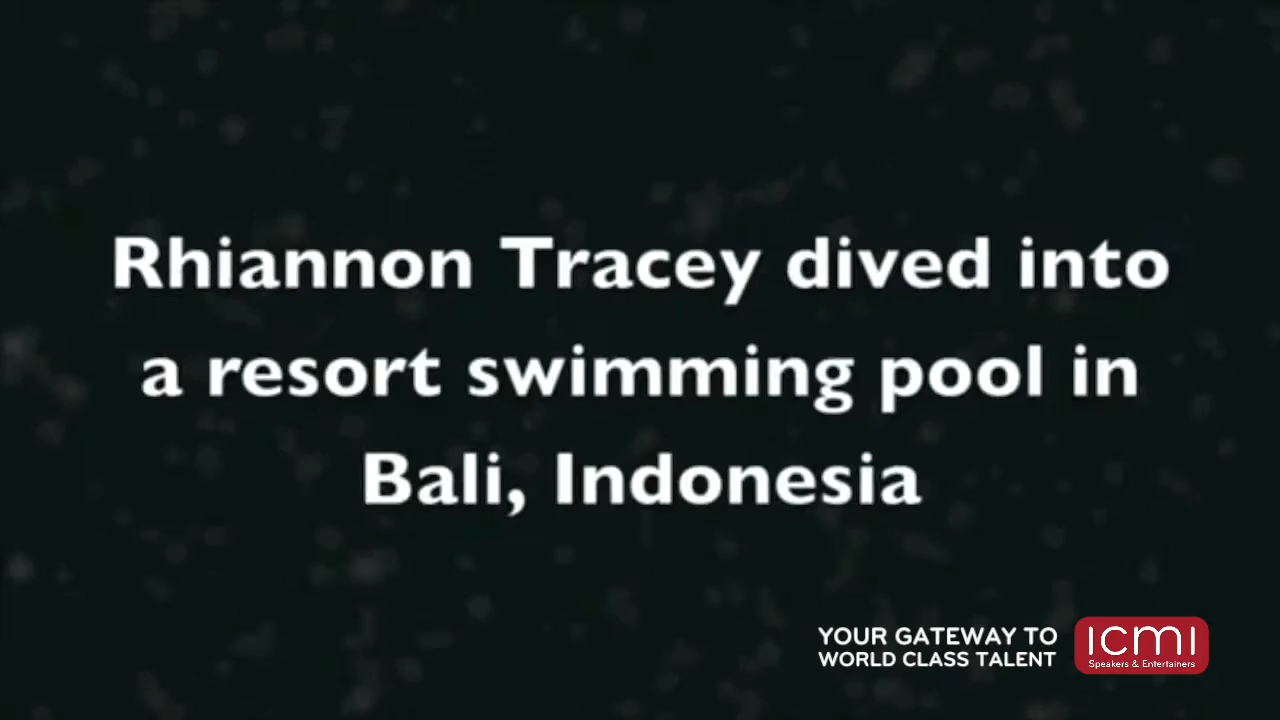 Rhiannon Tracey dived into
a resort swimming pool in
Bali, Indonesia
YOUR GATEWAY TO
WORLD CLASS TALENT
ICMI
Speakers & Entertainers